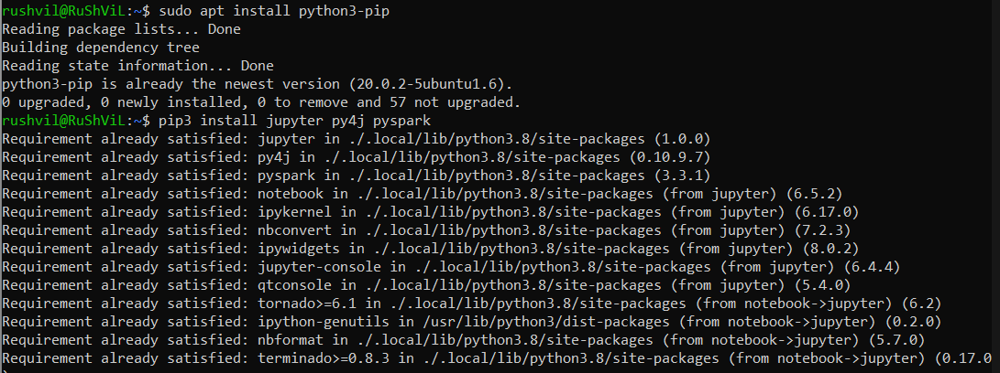 rushvil@RuShViL:~$ sudo apt install python3-pip
Reading package lists... Done
Building dependency tree
Reading state information... Done
python3-pip is already the newest version (20.0.2-5ubuntu1.6).
0 upgraded, 0 newly installed, 0 to remove and 57 not upgraded.
rushvil@RuShViL:~$ pip3 install jupyter py4j pyspark
Requirement already satisfied: jupyter in ./.local/lib/python3.8/site-packages (1.0.0)
Requirement already satisfied: py4j in ./.local/lib/python3.8/site-packages (0.10.9.7)
Requirement already satisfied: pyspark in ./.local/lib/python3.8/site-packages (3.3.1)
Requirement already satisfied: notebook in ./.local/lib/python3.8/site-packages (from jupyter) (6.5.2)
Requirement already satisfied: ipykernel in ./.local/lib/python3.8/site-packages (from jupyter) (6.17.0)
Requirement already satisfied: nbconvert in ./.local/lib/python3.8/site-packages (from jupyter) (7.2.3)
Requirement already satisfied: ipywidgets in ./.local/lib/python3.8/site-packages (from jupyter) (8.0.2)
Requirement already satisfied: jupyter-console in ./.local/lib/python3.8/site-packages (from jupyter) (6.4.4)
Requirement already satisfied: qtconsole in ./.local/lib/python3.8/site-packages (from jupyter) (5.4.0)
Requirement already satisfied: tornado>=6.1 in ./.local/lib/python3.8/site-packages (from notebook->jupyter) (6.2)
Requirement already satisfied: ipython-genutils in /usr/lib/python3/dist-packages (from notebook->jupyter) (0.2.0)
Requirement already satisfied: nbformat in ./.local/lib/python3.8/site-packages (from notebook->jupyter) (5.7.0)
Requirement already satisfied: terminado>=0.8.3 in ./.local/lib/python3.8/site-packages (from notebook->jupyter) (0.17.0
)